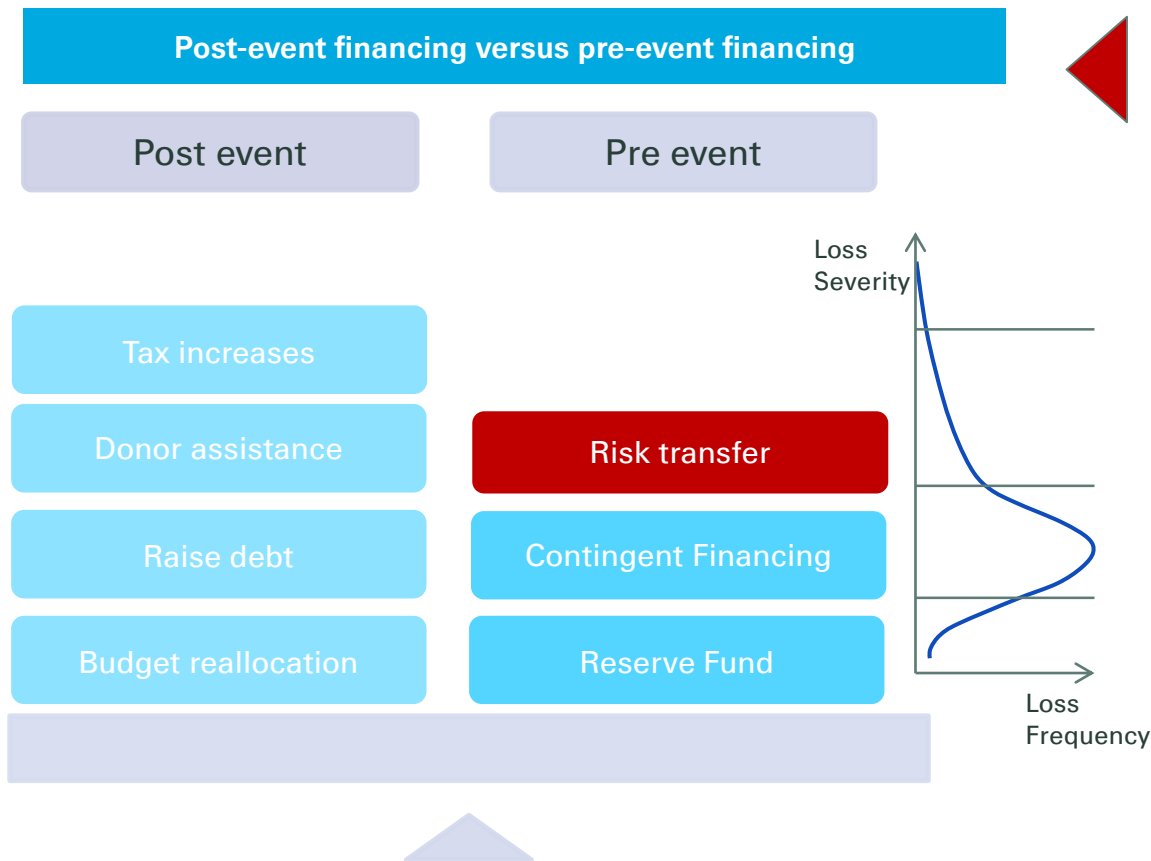 Post-event financing versus pre-event financing
Post event
Pre event
Loss
Severity
Tax increases
Donor assistance
Risk transfer
Raise debt
Contingent Financing
Budget reallocation
Reserve Fund
Loss
Frequency